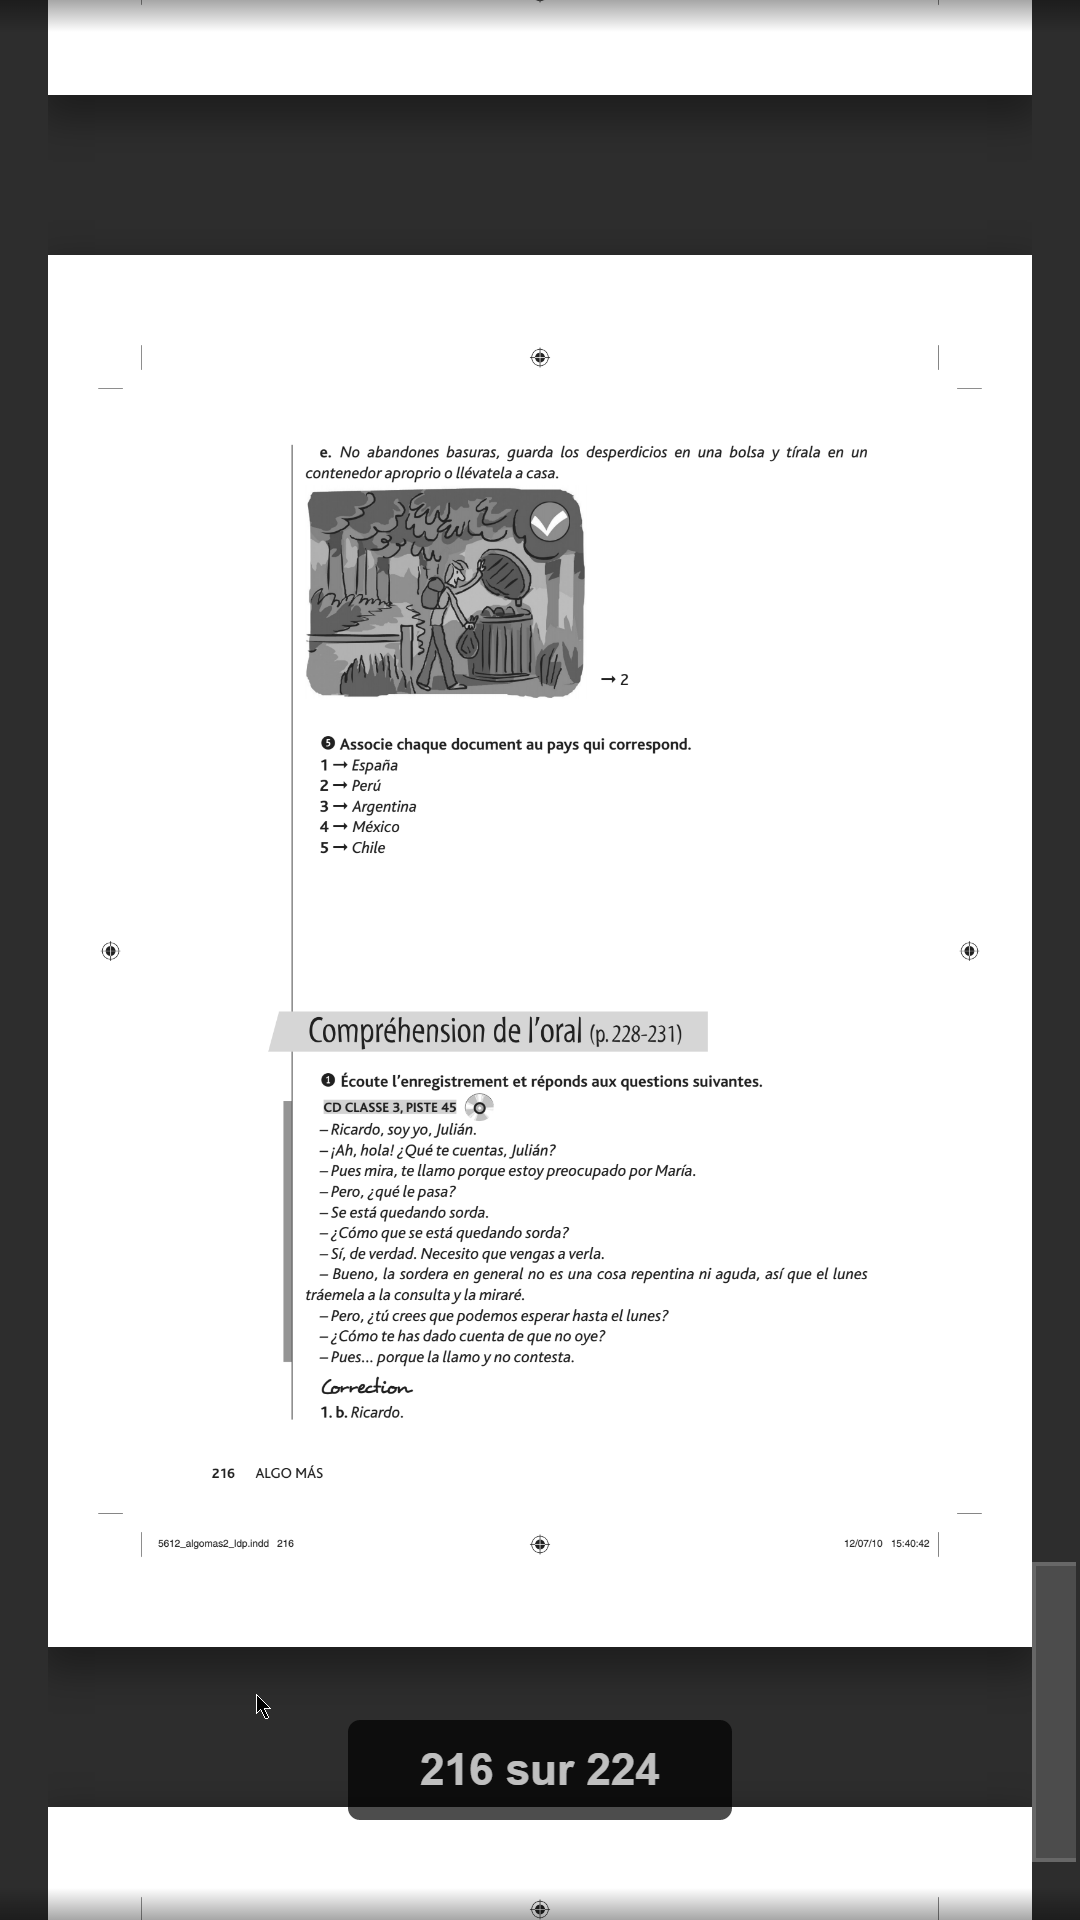 e. No abandones basuras, guarda los desperdicios en una bolsa y tírala en un
contenedor aproprio o llévatela a casa.
→ 2
❺ Associe chaque document au pays qui correspond.
1 → España
2 → Perú
3 → Argentina
4 → México
5 → Chile
Compréhension de l'oral (p. 228-231)
❶ Écoute l'enregistrement et réponds aux questions suivantes.
CD CLASSE 3, PISTE 45
– Ricardo, soy yo, Julián.
– ¡Ah, hola! ¿Qué te cuentas, Julián?
– Pues mira, te llamo porque estoy preocupado por María.
– Pero, ¿qué le pasa?
– Se está quedando sorda.
– ¿Cómo que se está quedando sorda?
– Sí, de verdad. Necesito que vengas a verla.
– Bueno, la sordera en general no es una cosa repentina ni aguda, así que el lunes
tráemela a la consulta y la miraré.
– Pero, ¿tú crees que podemos esperar hasta el lunes?
– ¿Cómo te has dado cuenta de que no oye?
– Pues... porque la llamo y no contesta.
Correction
1. b. Ricardo.
216 ALGO MÁS
5612_algomas2_ldp.indd 216
12/07/10 15:40:42
216 sur 224